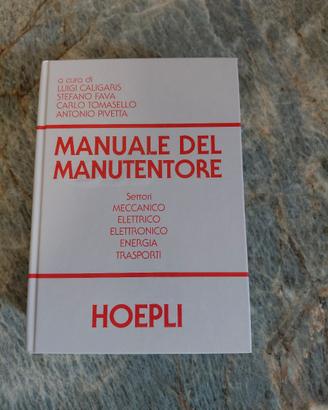 a cura di
LUIGI CALIGARIS
STEFANO FAVA
CARLO TOMASELLO
ANTONIO PIVETTA
MANUALE DEL
MANUTENTORE
Settori
MECCANICO
ELETTRICO
ELETTRONICO
ENERGIA
TRASPORTI
HOEPLI